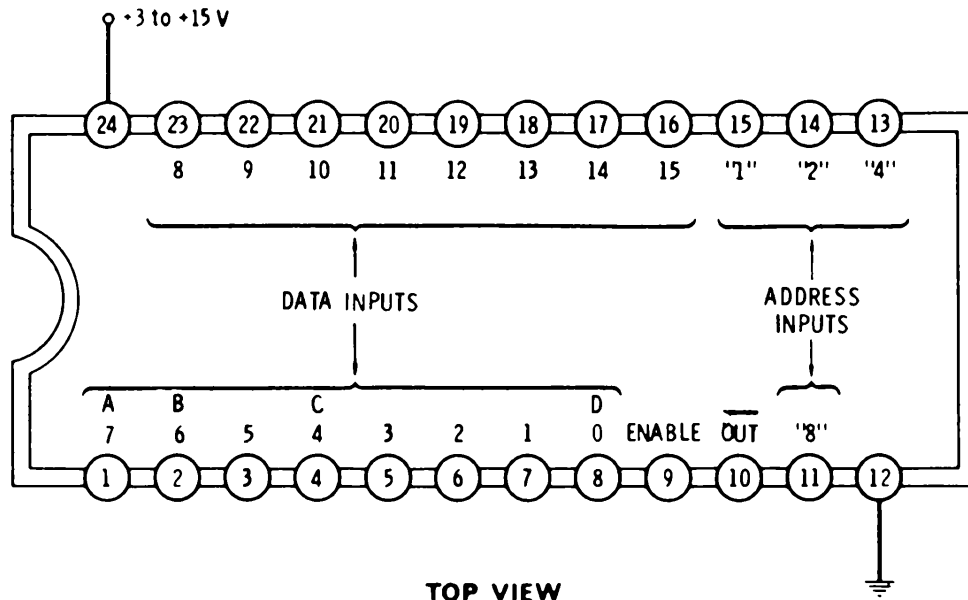 +3 to +15 V
24 23 22 21 20 19 18 17 16 15 14 13
8 9 10 11 12 13 14 15 "1" "2" "4"
DATA INPUTS
ADDRESS
INPUTS
A B C D
7 6 5 4 3 2 1 0 ENABLE OUT "8"
1 2 3 4 5 6 7 8 9 10 11 12
TOP VIEW